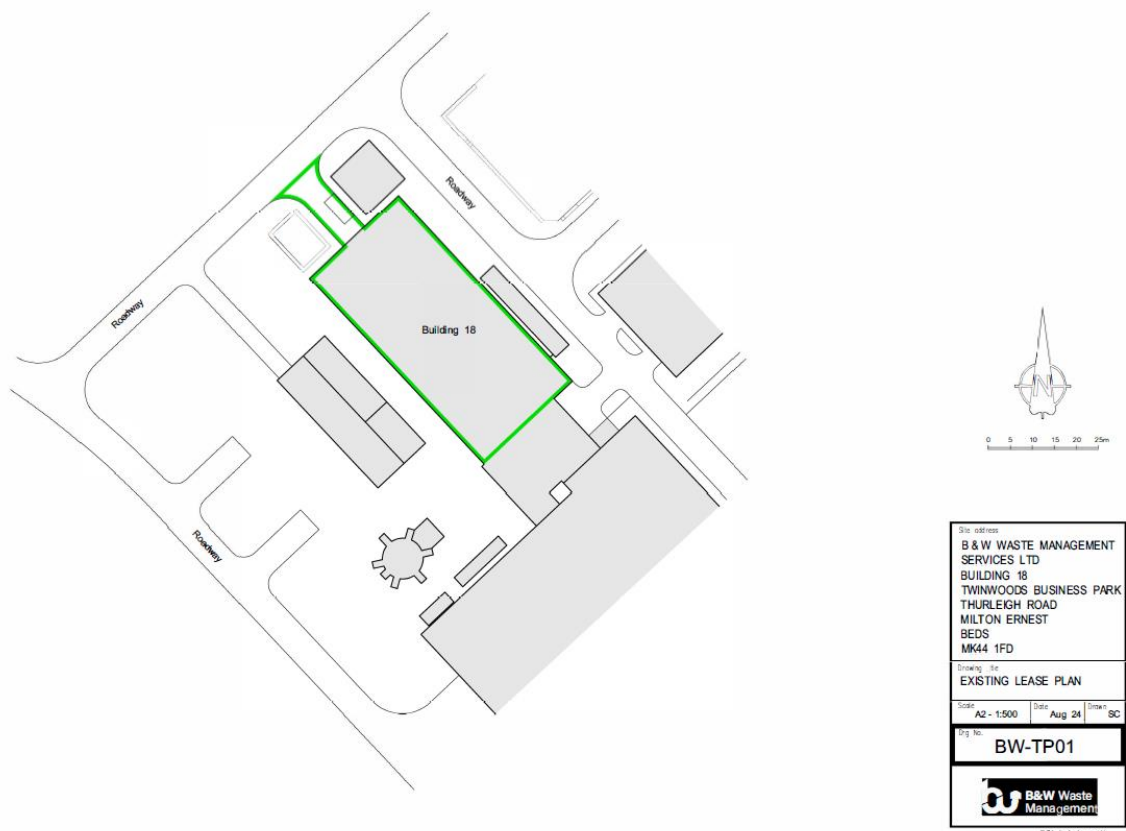 Roadway
Building 18
Roadway
Roadway
N
0 5 10 15 20 25m
Site address
B & W WASTE MANAGEMENT
SERVICES LTD
BUILDING 18
TWINWOODS BUSINESS PARK
THURLEIGH ROAD
MILTON ERNEST
BEDS
MK44 1FD
Drawing title
EXISTING LEASE PLAN
Scale Date Drawn
A2 - 1:500 Aug 24 SC
Drg No.
BW-TP01
B&W Waste
Management